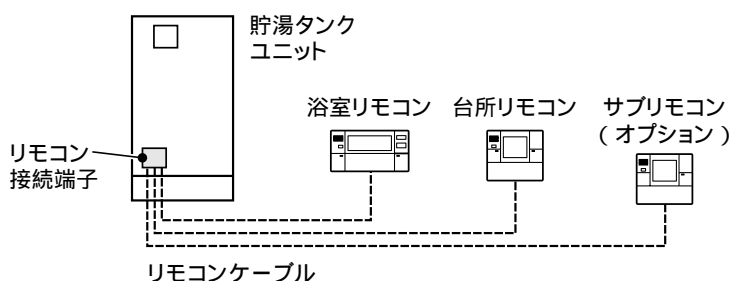 貯湯タンク
ユニット
浴室リモコン
台所リモコン
サブリモコン
(オプション)
リモコン
接続端子
リモコンケーブル